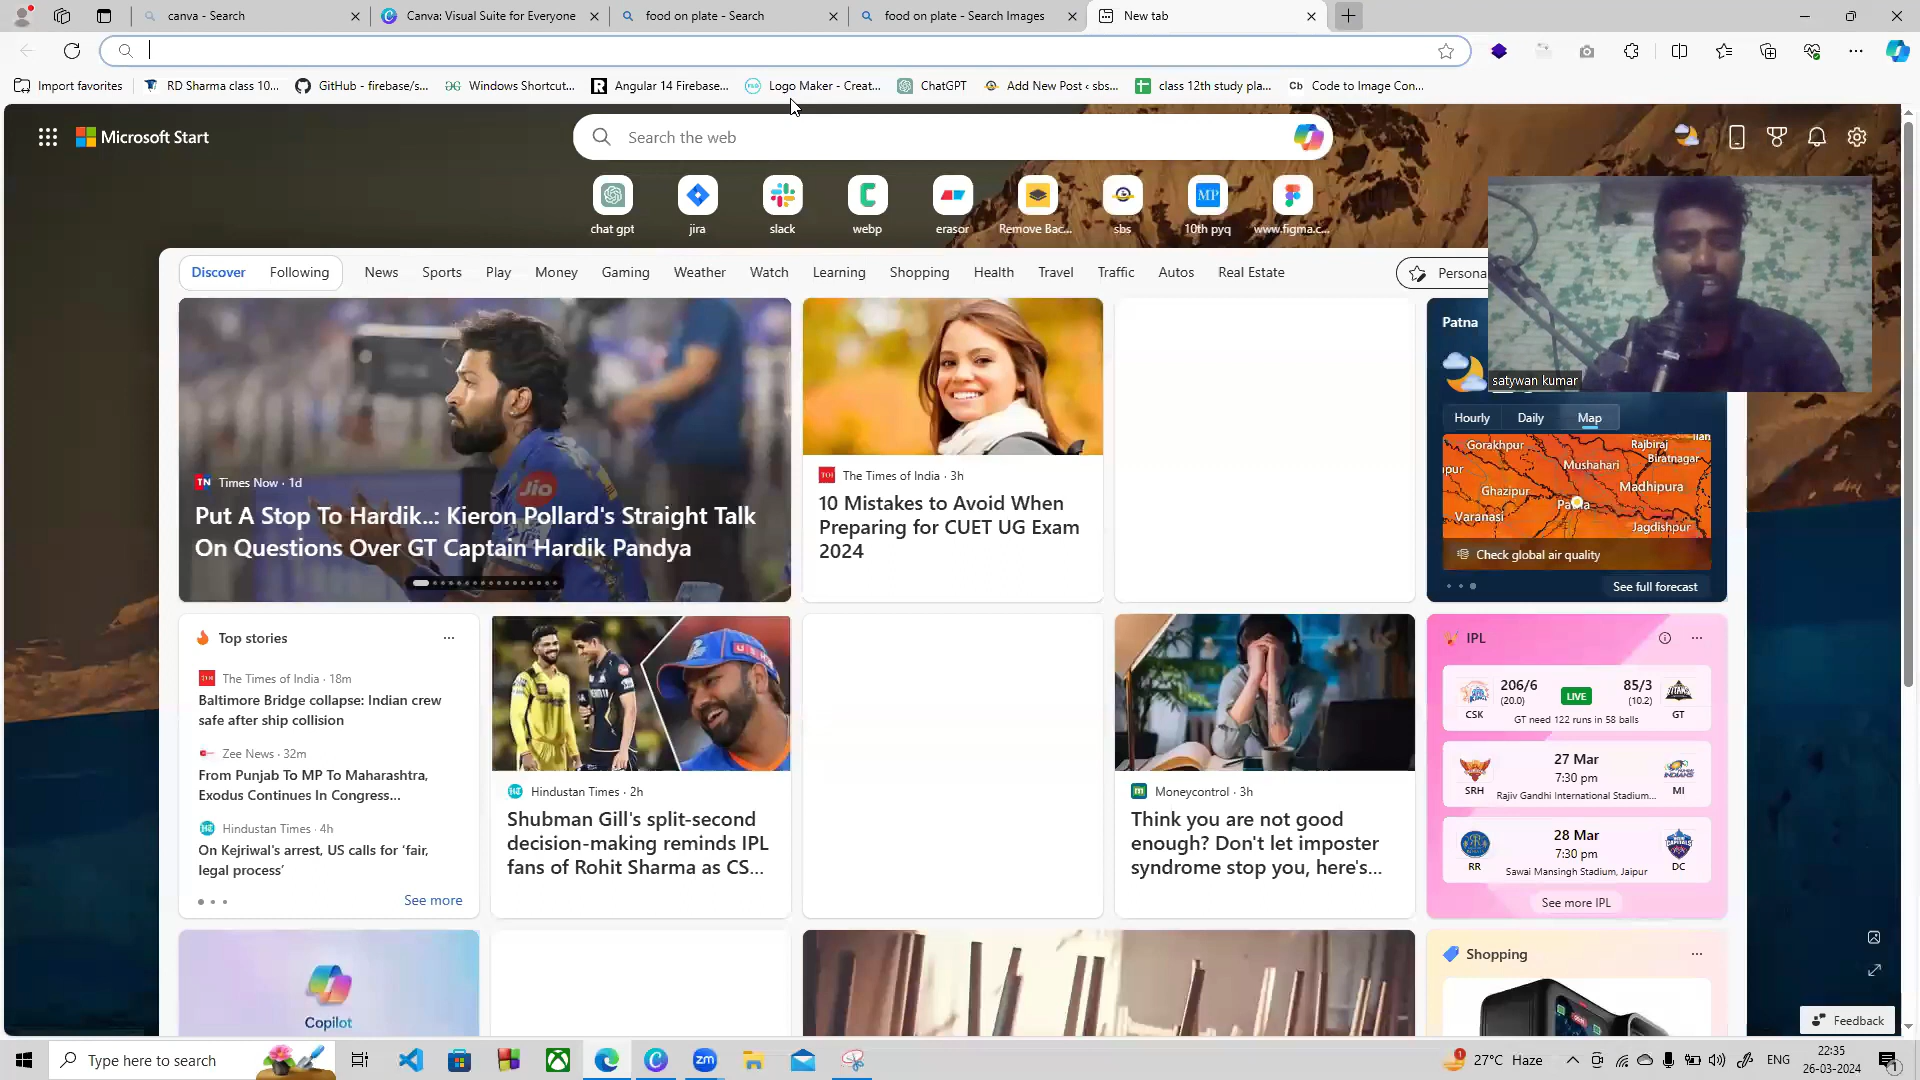 canva - Search
Canva: Visual Suite for Everyone
food on plate - Search
food on plate - Search Images
New tab
Import favorites
RD Sharma class 10...
GitHub - firebase/s...
Windows Shortcut...
Angular 14 Firebase...
Logo Maker - Creat...
ChatGPT
Add New Post ‹ sbs...
class 12th study pla...
Cb Code to Image Con...
Microsoft Start
Search the web
chat gpt
jira
slack
webp
erasor
Remove Bac...
sbs
MP
10th pyq
www.figma.c...
Discover
Following
News
Sports
Play
Money
Gaming
Weather
Watch
Learning
Shopping
Health
Travel
Traffic
Autos
Real Estate
Persona
satywan kumar
Jio
TN Times Now · 1d
Put A Stop To Hardik..: Kieron Pollard's Straight Talk
On Questions Over GT Captain Hardik Pandya
TOI The Times of India · 3h
10 Mistakes to Avoid When
Preparing for CUET UG Exam
2024
Patna
Hourly
Daily
Map
Gorakhpur
Rajbiraj
Biratnagar
Mushahari
Ghazipur
Madhipura
Patna
Varanasi
Jagdishpur
Check global air quality
See full forecast
Top stories
The Times of India · 18m
Baltimore Bridge collapse: Indian crew
safe after ship collision
Zee News · 32m
From Punjab To MP To Maharashtra,
Exodus Continues In Congress...
HT Hindustan Times · 4h
On Kejriwal's arrest, US calls for ‘fair,
legal process’
See more
HT Hindustan Times · 2h
Shubman Gill's split-second
decision-making reminds IPL
fans of Rohit Sharma as CS...
m Moneycontrol · 3h
Think you are not good
enough? Don't let imposter
syndrome stop you, here's...
IPL
206/6
(20.0)
LIVE
85/3
(10.2)
CSK
GT
GT need 122 runs in 58 balls
27 Mar
7:30 pm
SRH
Rajiv Gandhi International Stadium...
MI
28 Mar
7:30 pm
RR
Sawai Mansingh Stadium, Jaipur
DC
See more IPL
Copilot
Shopping
Feedback
Type here to search
zm
1
27°C Haze
ENG
22:35
26-03-2024
1